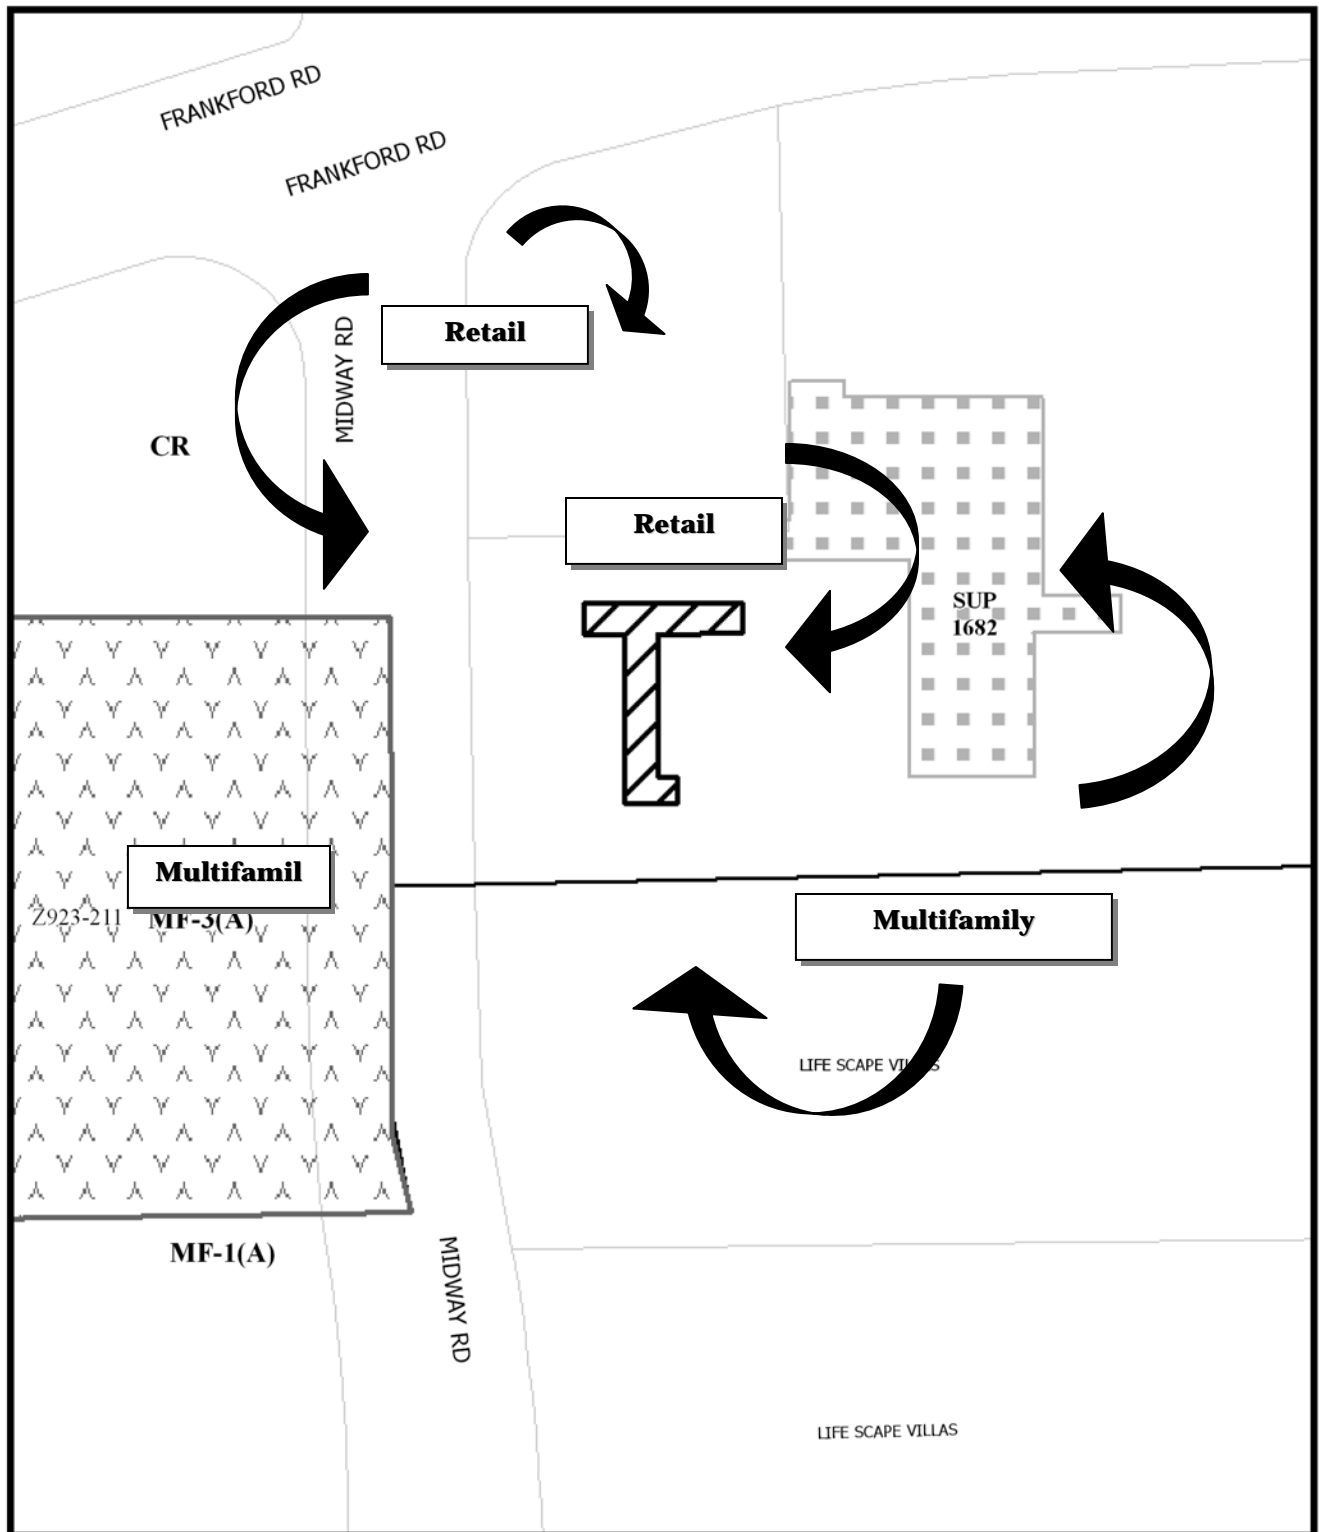 FRANKFORD RD
FRANKFORD RD
Retail
MIDWAY RD
CR
Retail
SUP
1682
Multifamil
Z923-211 MF-3(A)
Multifamily
LIFE SCAPE VILLAS
MF-1(A)
MIDWAY RD
LIFE SCAPE VILLAS